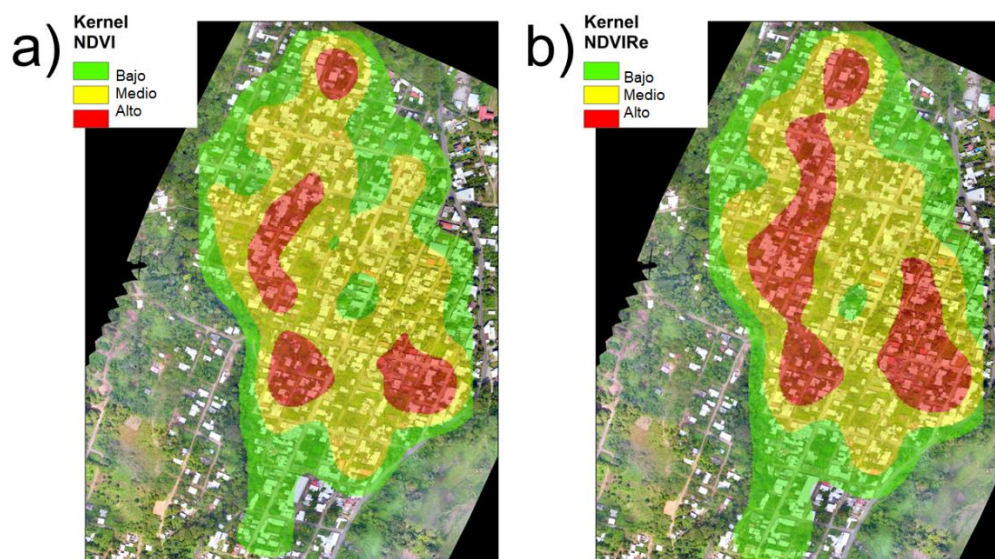 a)
Kernel
NDVI
Bajo
Medio
Alto
b)
Kernel
NDVIRe
Bajo
Medio
Alto